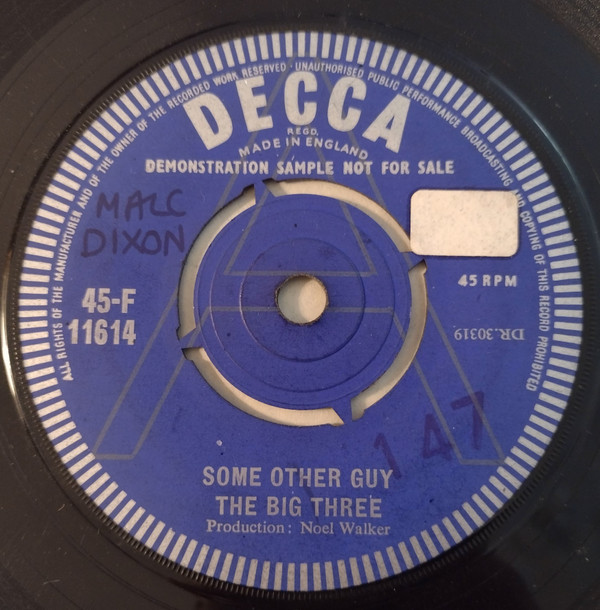 ALL RIGHTS OF THE MANUFACTURER AND OF THE OWNER OF THE RECORDED WORK RESERVED · UNAUTHORISED PUBLIC PERFORMANCE BROADCASTING AND COPYING OF THIS RECORD PROHIBITED
DECCA
REGD.
MADE IN ENGLAND
DEMONSTRATION SAMPLE NOT FOR SALE
A
MALC
DIXON
45 RPM
45-F
11614
DR.30319
147
SOME OTHER GUY
THE BIG THREE
Production: Noel Walker